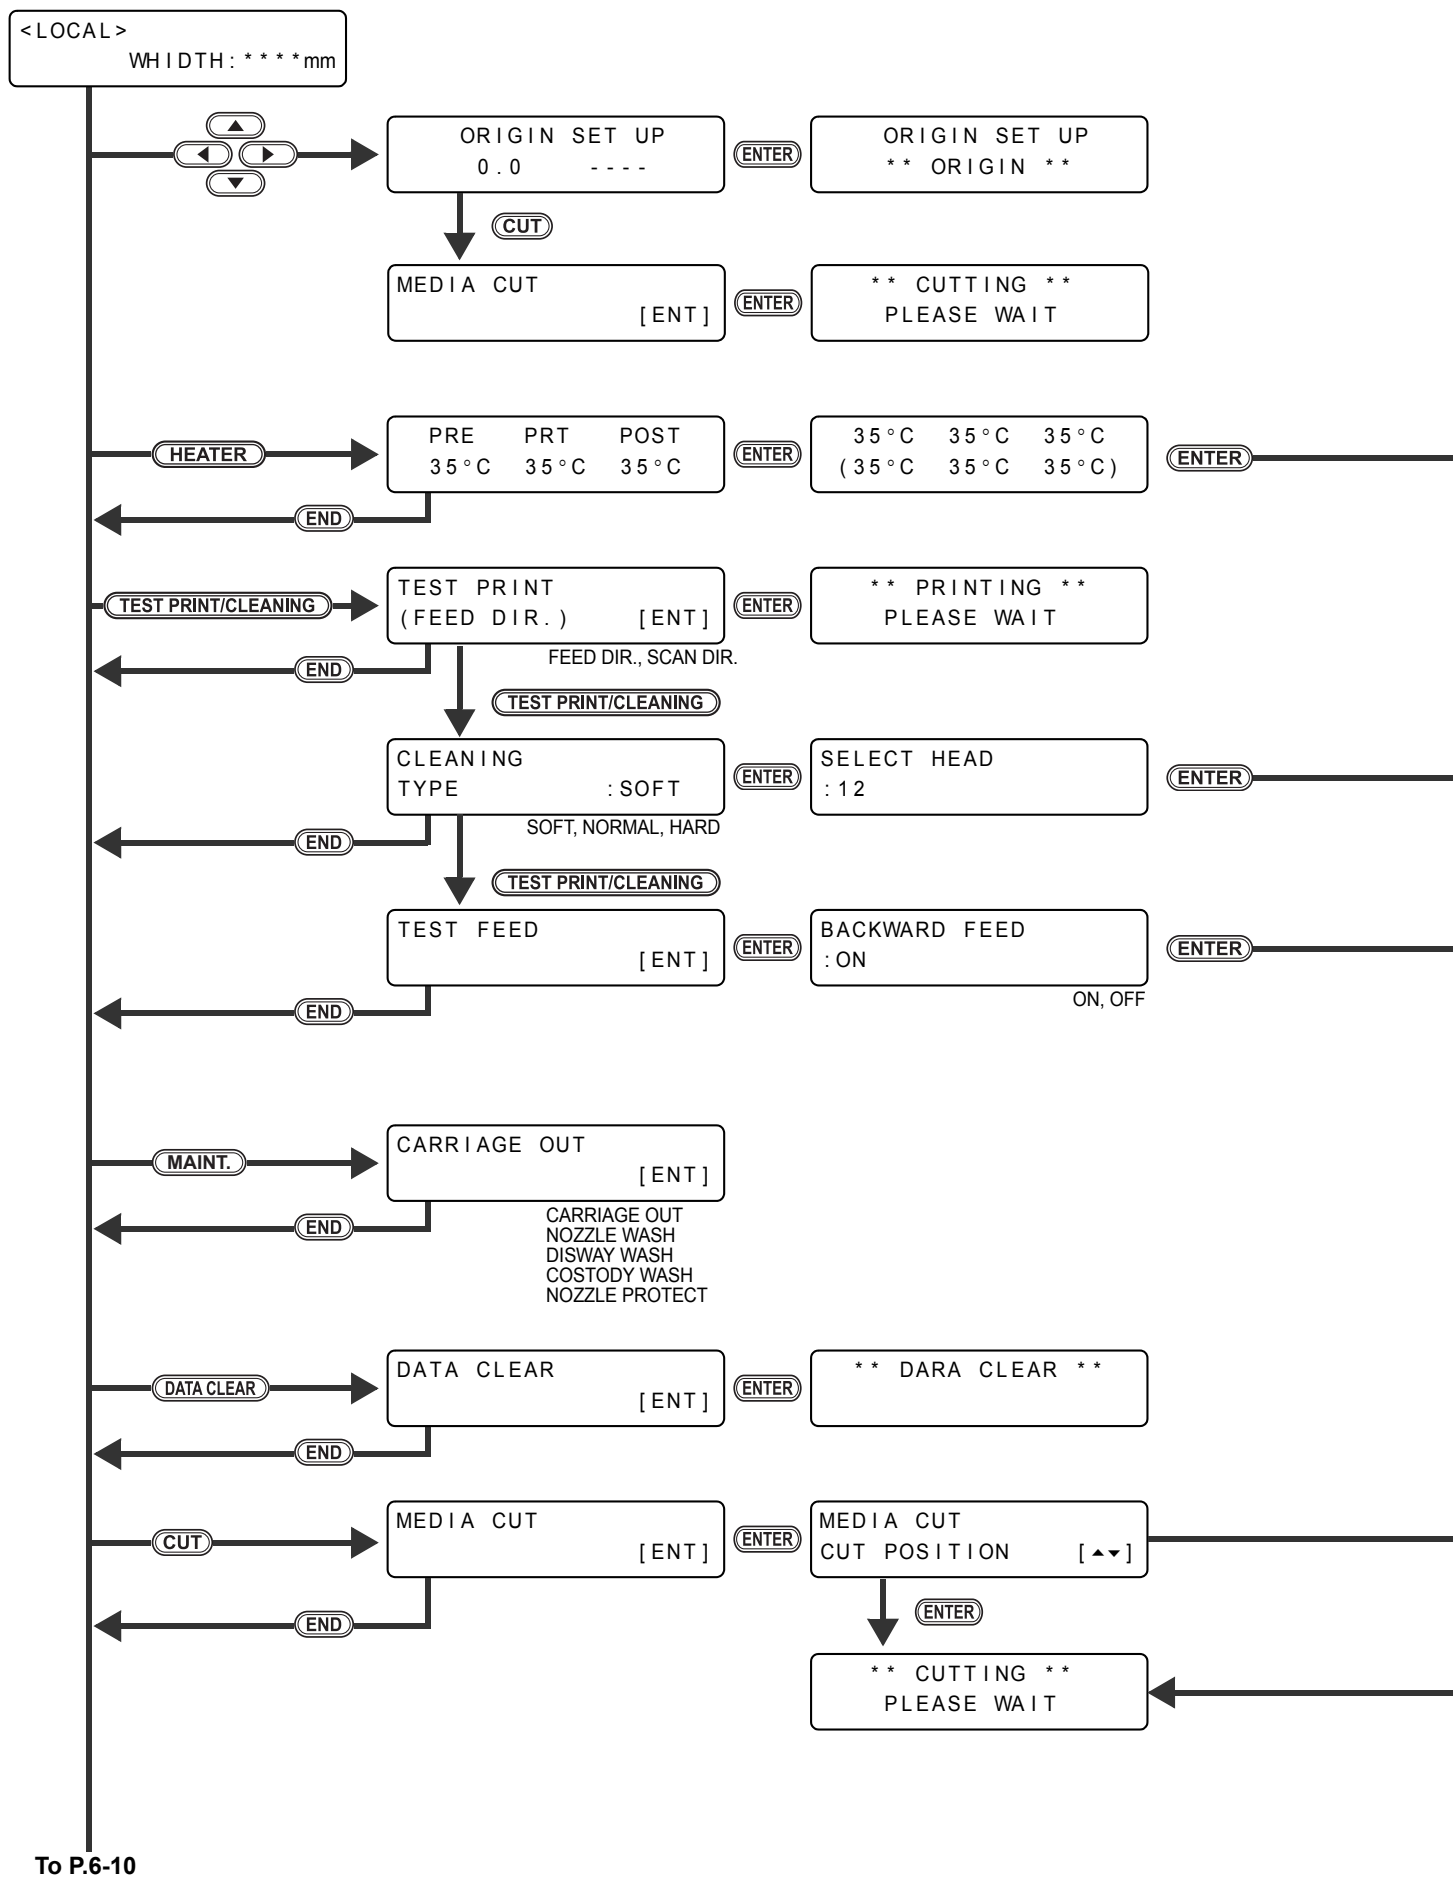 <LOCAL>
WHIDTH:****mm
ORIGIN SET UP
0.0 ----
ENTER
ORIGIN SET UP
** ORIGIN **
CUT
MEDIA CUT
[ENT]
ENTER
** CUTTING **
PLEASE WAIT
HEATER
PRE PRT POST
35°C 35°C 35°C
ENTER
35°C 35°C 35°C
(35°C 35°C 35°C)
ENTER
END
TEST PRINT/CLEANING
TEST PRINT
(FEED DIR.) [ENT]
ENTER
** PRINTING **
PLEASE WAIT
FEED DIR., SCAN DIR.
END
TEST PRINT/CLEANING
CLEANING
TYPE :SOFT
ENTER
SELECT HEAD
:12
ENTER
SOFT, NORMAL, HARD
END
TEST PRINT/CLEANING
TEST FEED
[ENT]
ENTER
BACKWARD FEED
:ON
ENTER
ON, OFF
END
MAINT.
CARRIAGE OUT
[ENT]
END
CARRIAGE OUT
NOZZLE WASH
DISWAY WASH
COSTODY WASH
NOZZLE PROTECT
DATA CLEAR
DATA CLEAR
[ENT]
ENTER
** DARA CLEAR **
END
CUT
MEDIA CUT
[ENT]
ENTER
MEDIA CUT
CUT POSITION [▲▼]
END
ENTER
** CUTTING **
PLEASE WAIT
To P.6-10